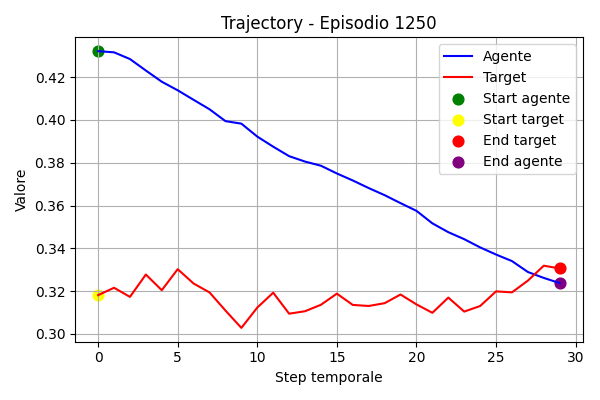 Trajectory - Episodio 1250
Valore
0.42
0.40
0.38
0.36
0.34
0.32
0.30
Agente
Target
Start agente
Start target
End target
End agente
0 5 10 15 20 25 30
Step temporale